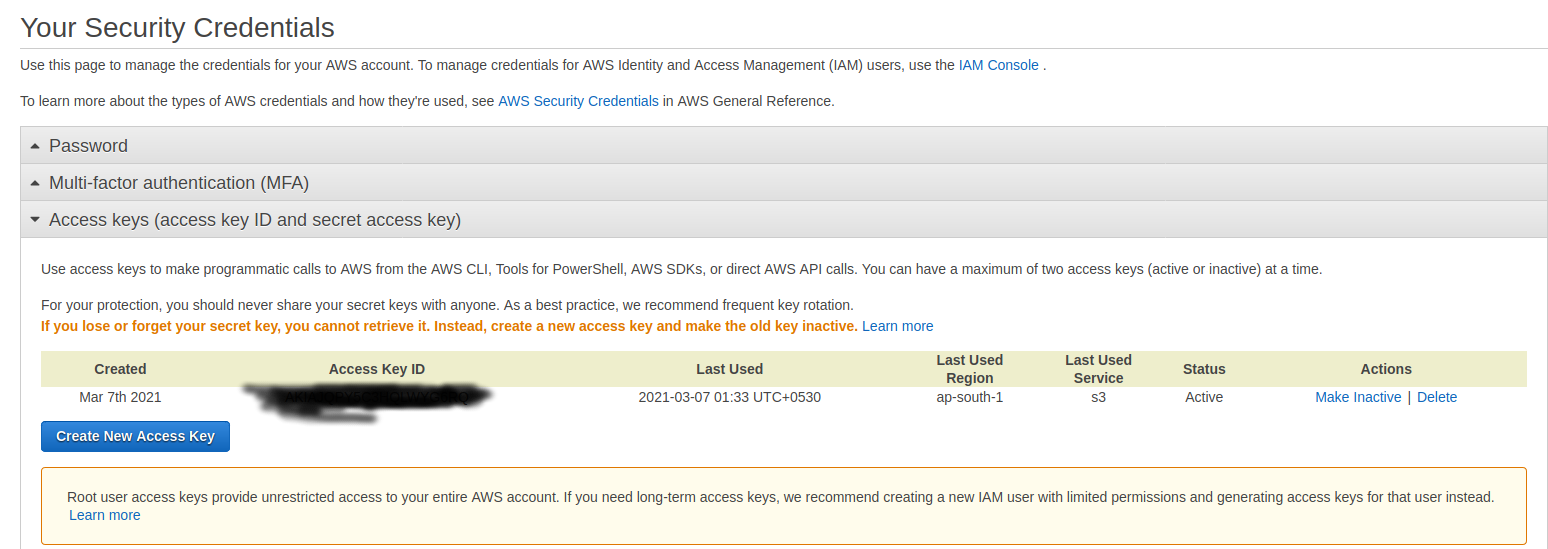 Your Security Credentials
Use this page to manage the credentials for your AWS account. To manage credentials for AWS Identity and Access Management (IAM) users, use the IAM Console .
To learn more about the types of AWS credentials and how they're used, see AWS Security Credentials in AWS General Reference.
Password
Multi-factor authentication (MFA)
Access keys (access key ID and secret access key)
Use access keys to make programmatic calls to AWS from the AWS CLI, Tools for PowerShell, AWS SDKs, or direct AWS API calls. You can have a maximum of two access keys (active or inactive) at a time.
For your protection, you should never share your secret keys with anyone. As a best practice, we recommend frequent key rotation.
If you lose or forget your secret key, you cannot retrieve it. Instead, create a new access key and make the old key inactive. Learn more
Created Access Key ID Last Used Last Used Region Last Used Service Status Actions
Mar 7th 2021 2021-03-07 01:33 UTC+0530 ap-south-1 s3 Active Make Inactive | Delete
Create New Access Key
Root user access keys provide unrestricted access to your entire AWS account. If you need long-term access keys, we recommend creating a new IAM user with limited permissions and generating access keys for that user instead.
Learn more